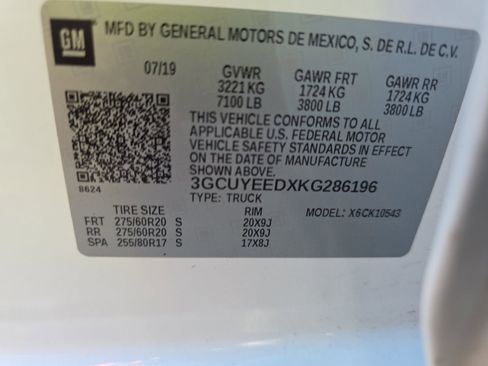 GM
MFD BY GENERAL MOTORS DE MEXICO, S. DE R.L. DE C.V.
07/19 GVWR GAWR FRT GAWR RR
3221 KG 1724 KG 1724 KG
7100 LB 3800 LB 3800 LB
THIS VEHICLE CONFORMS TO ALL
APPLICABLE U.S. FEDERAL MOTOR
VEHICLE SAFETY STANDARDS IN EFFECT
ON THE DATE OF MANUFACTURE
SHOWN ABOVE.
8624 3GCUYEEDXKG286196
TYPE: TRUCK MODEL: X6CK10543
TIRE SIZE RIM
FRT 275/60R20 S 20X9J
RR 275/60R20 S 20X9J
SPA 255/80R17 S 17X8J